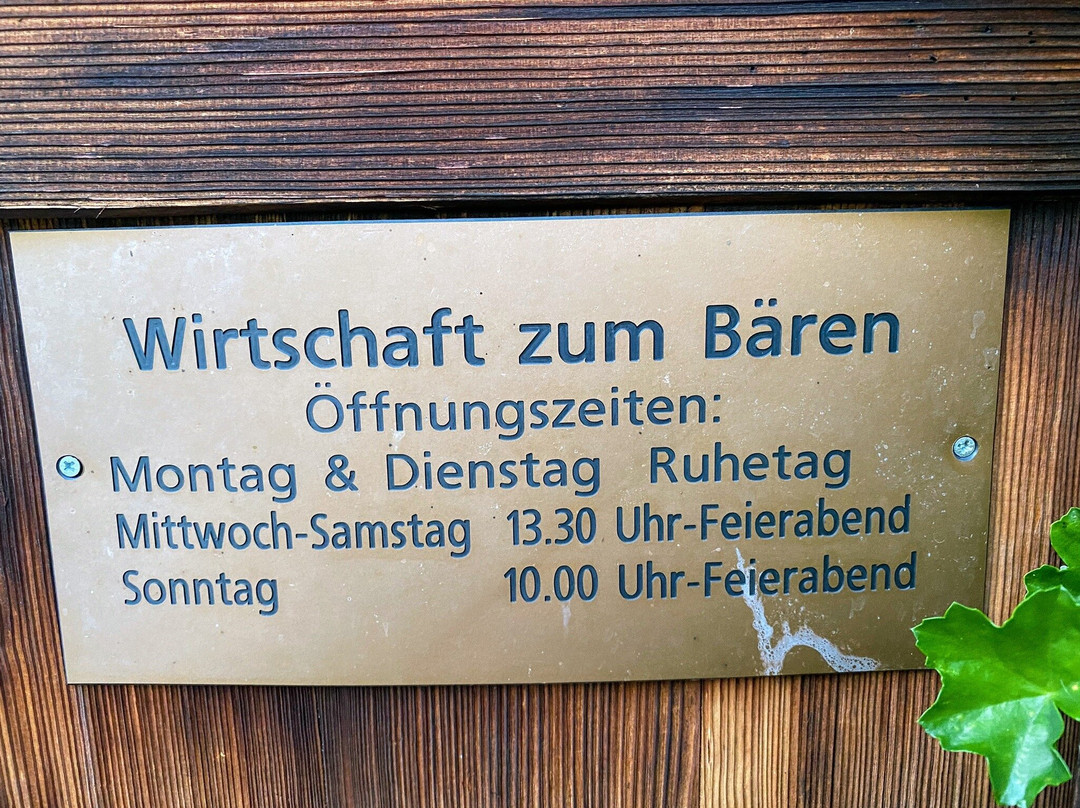 Wirtschaft zum Bären
Öffnungszeiten:
Montag & Dienstag Ruhetag
Mittwoch-Samstag 13.30 Uhr-Feierabend
Sonntag 10.00 Uhr-Feierabend